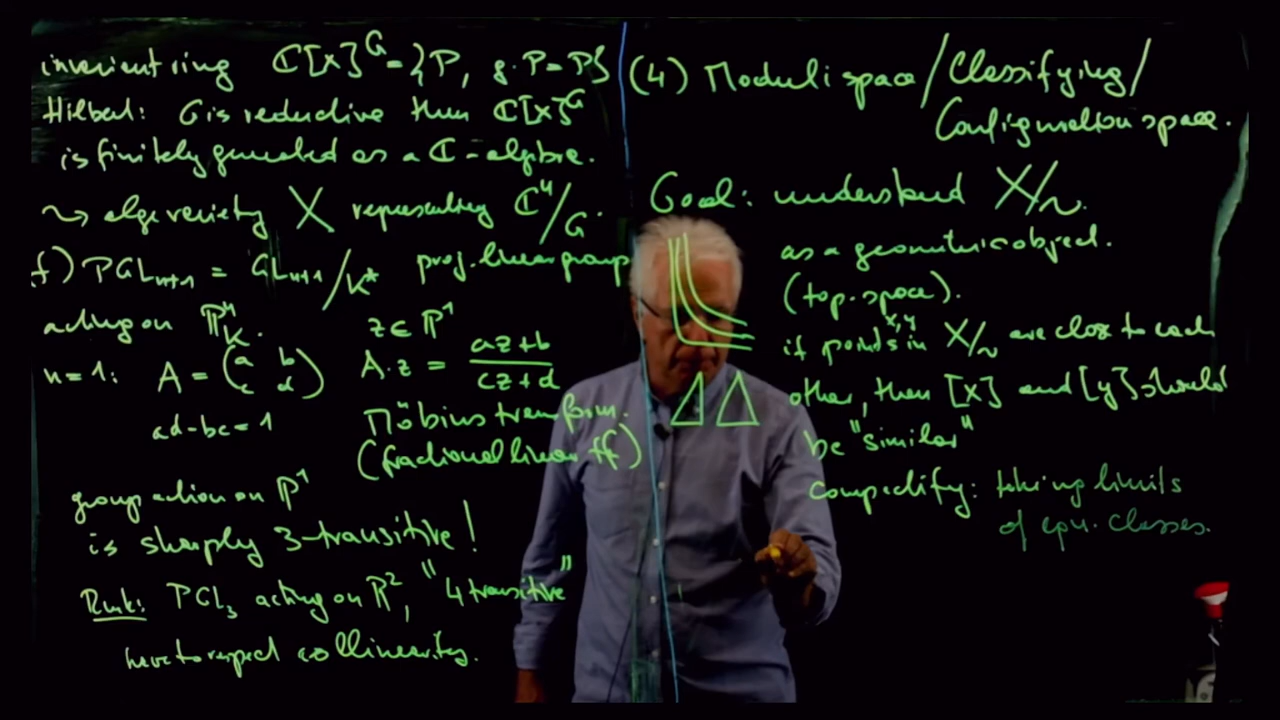 invariant ring ℂ[X]^G = {P, g·P = P}
Hilbert: G is reductive then ℂ[X]^G
is finitely generated as a ℂ-algebra.
⇝ alg. variety X representing ℂ^n/G.
f) PGL_{n+1} = GL_{n+1}/K* proj. linear group
acting on ℙ^n_K. z ∈ ℙ^1
n=1: A = (a b c d) A.z = (az+b)/(cz+d)
ad-bc=1 Möbius transform.
(fractional linear tf)
group action on ℙ^1
is sharply 3-transitive!
Rmk: PGL_3 acting on ℙ^2, "4 transitive"
have to respect collinearity.
(4) Moduli space/Classifying/
Configuration space.
Goal: understand X/~
as a geometric object.
(top. space).
if points x,y in X/~ are close to each
other, then [x] and [y] should
be "similar"
compactify: taking limits
of equ. classes.